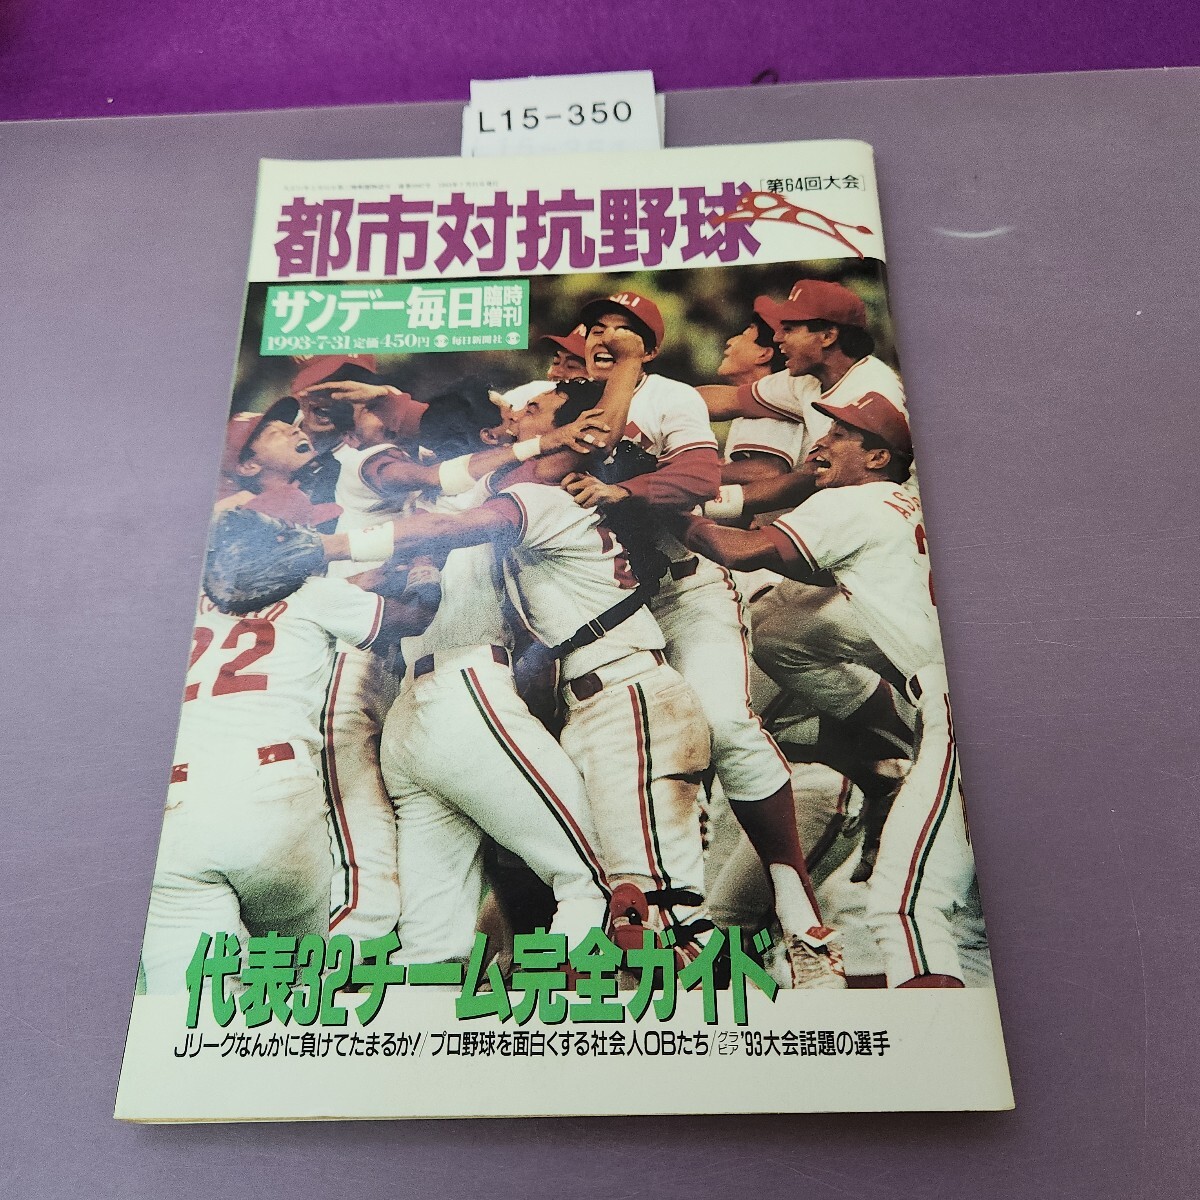 L15-350
[第64回大会]
都市対抗野球
サンデー毎日 臨時増刊
1993・7・31 定価450円 毎日新聞社
22
代表32チーム完全ガイド
Jリーグなんかに負けてたまるか!/プロ野球を面白くする社会人OBたち/グラビア'93大会話題の選手